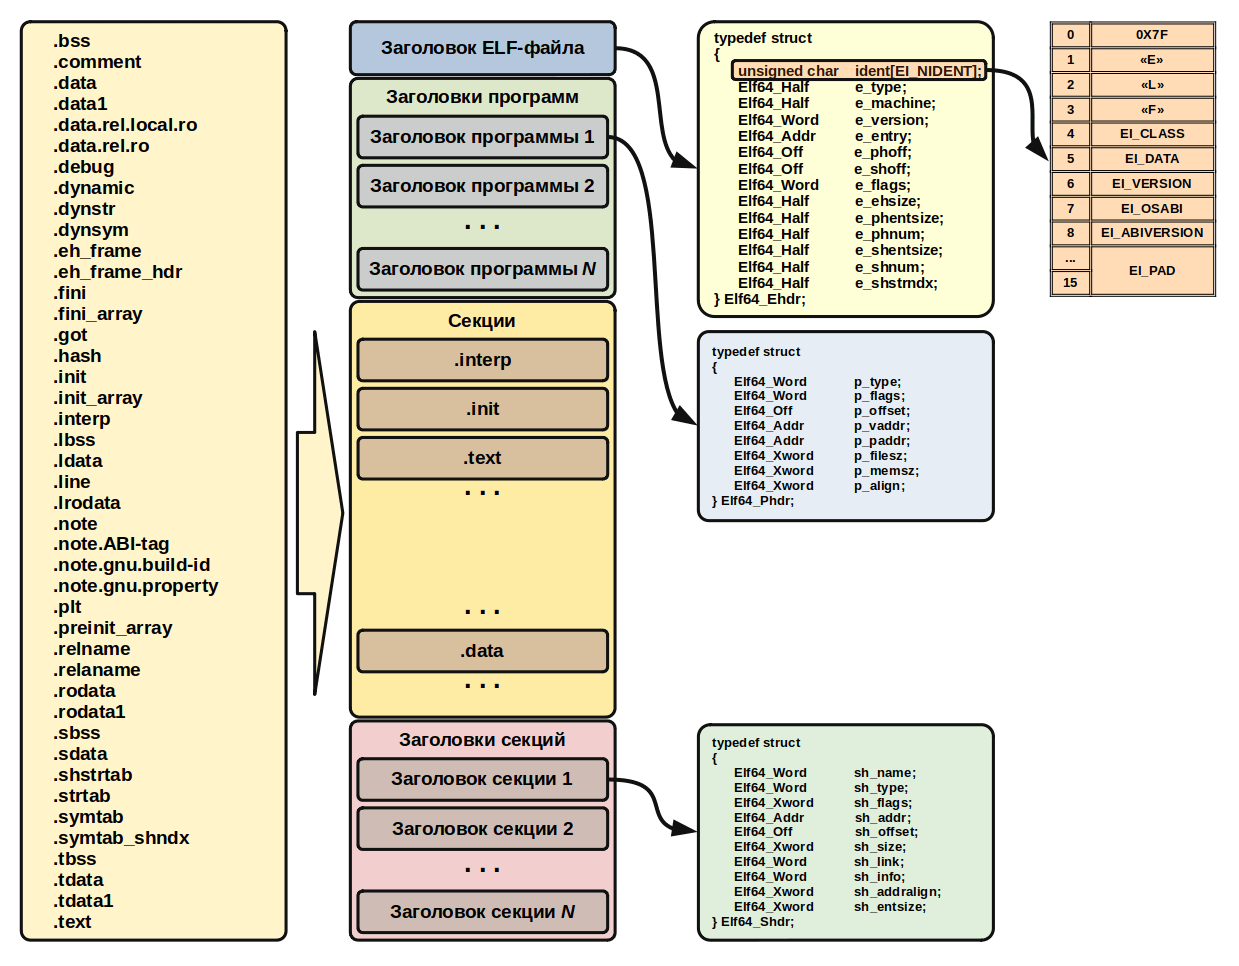 .bss
.comment
.data
.data1
.data.rel.local.ro
.data.rel.ro
.debug
.dynamic
.dynstr
.dynsym
.eh_frame
.eh_frame_hdr
.fini
.fini_array
.got
.hash
.init
.init_array
.interp
.lbss
.ldata
.line
.lrodata
.note
.note.ABI-tag
.note.gnu.build-id
.note.gnu.property
.plt
.preinit_array
.relname
.relaname
.rodata
.rodata1
.sbss
.sdata
.shstrtab
.strtab
.symtab
.symtab_shndx
.tbss
.tdata
.tdata1
.text
Заголовок ELF-файла
Заголовки программ
Заголовок программы 1
Заголовок программы 2
. . .
Заголовок программы N
Секции
.interp
.init
.text
. . .
. . .
.data
. . .
Заголовки секций
Заголовок секции 1
Заголовок секции 2
. . .
Заголовок секции N
typedef struct
{
unsigned char ident[EI_NIDENT];
Elf64_Half e_type;
Elf64_Half e_machine;
Elf64_Word e_version;
Elf64_Addr e_entry;
Elf64_Off e_phoff;
Elf64_Off e_shoff;
Elf64_Word e_flags;
Elf64_Half e_ehsize;
Elf64_Half e_phentsize;
Elf64_Half e_phnum;
Elf64_Half e_shentsize;
Elf64_Half e_shnum;
Elf64_Half e_shstrndx;
} Elf64_Ehdr;
typedef struct
{
Elf64_Word p_type;
Elf64_Word p_flags;
Elf64_Off p_offset;
Elf64_Addr p_vaddr;
Elf64_Addr p_paddr;
Elf64_Xword p_filesz;
Elf64_Xword p_memsz;
Elf64_Xword p_align;
} Elf64_Phdr;
typedef struct
{
Elf64_Word sh_name;
Elf64_Word sh_type;
Elf64_Xword sh_flags;
Elf64_Addr sh_addr;
Elf64_Off sh_offset;
Elf64_Xword sh_size;
Elf64_Word sh_link;
Elf64_Word sh_info;
Elf64_Xword sh_addralign;
Elf64_Xword sh_entsize;
} Elf64_Shdr;
0 0X7F
1 «E»
2 «L»
3 «F»
4 EI_CLASS
5 EI_DATA
6 EI_VERSION
7 EI_OSABI
8 EI_ABIVERSION
...
EI_PAD
15